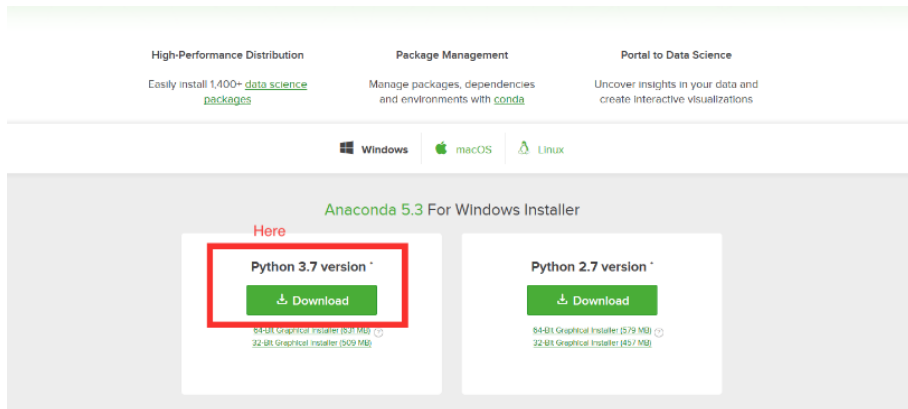 High-Performance Distribution
Easily install 1,400+ data science
packages
Package Management
Manage packages, dependencies
and environments with conda
Portal to Data Science
Uncover insights in your data and
create interactive visualizations
Windows
macOS
Linux
Anaconda 5.3 For Windows Installer
Here
Python 3.7 version *
Download
64-Bit Graphical Installer (631 MB) ?
32-Bit Graphical Installer (509 MB)
Python 2.7 version *
Download
64-Bit Graphical Installer (579 MB) ?
32-Bit Graphical Installer (457 MB)